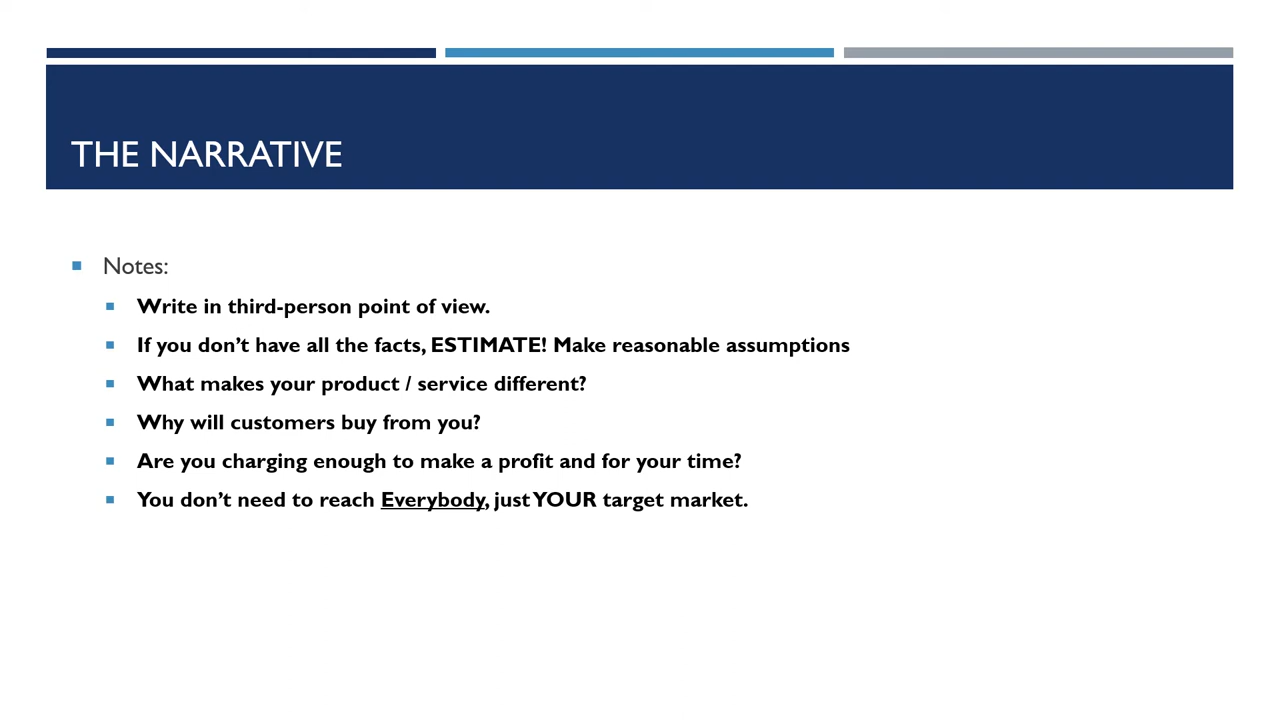 THE NARRATIVE
Notes:
Write in third-person point of view.
If you don’t have all the facts, ESTIMATE! Make reasonable assumptions
What makes your product / service different?
Why will customers buy from you?
Are you charging enough to make a profit and for your time?
You don’t need to reach Everybody, just YOUR target market.